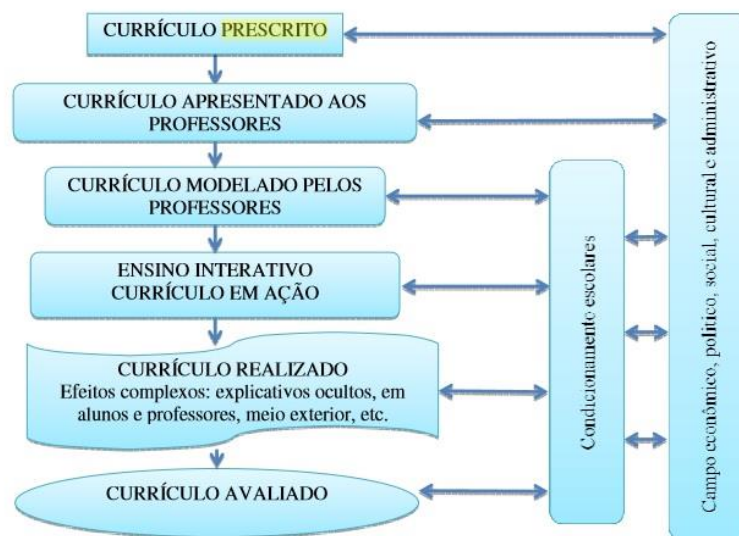 CURRÍCULO PRESCRITO
CURRÍCULO APRESENTADO AOS
PROFESSORES
CURRÍCULO MODELADO PELOS
PROFESSORES
ENSINO INTERATIVO
CURRÍCULO EM AÇÃO
CURRÍCULO REALIZADO
Efeitos complexos: explicativos ocultos, em
alunos e professores, meio exterior, etc.
CURRÍCULO AVALIADO
Condicionamento escolares
Campo econômico, político, social, cultural e administrativo